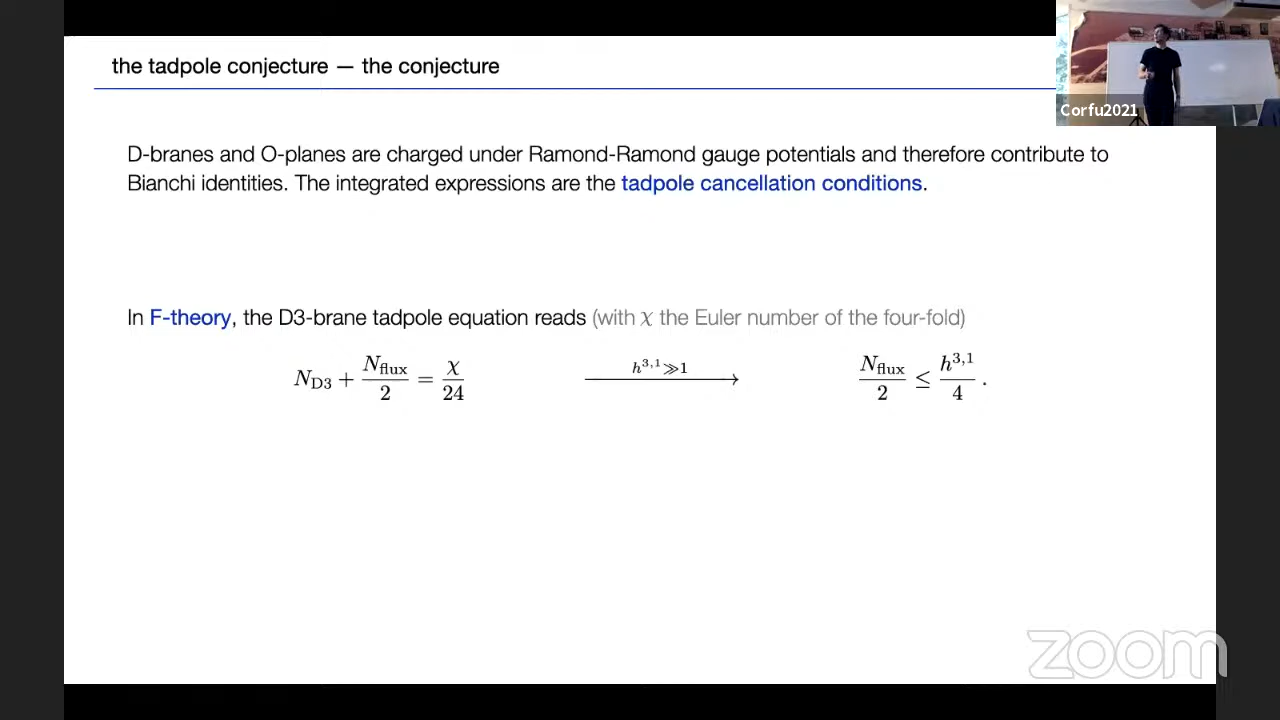 the tadpole conjecture — the conjecture
Corfu2021
D-branes and O-planes are charged under Ramond-Ramond gauge potentials and therefore contribute to
Bianchi identities. The integrated expressions are the tadpole cancellation conditions.
In F-theory, the D3-brane tadpole equation reads (with χ the Euler number of the four-fold)
N_D3 + N_flux/2 = χ/24    h^{3,1}≫1 ⟶    N_flux/2 ≤ h^{3,1}/4 .
zoom